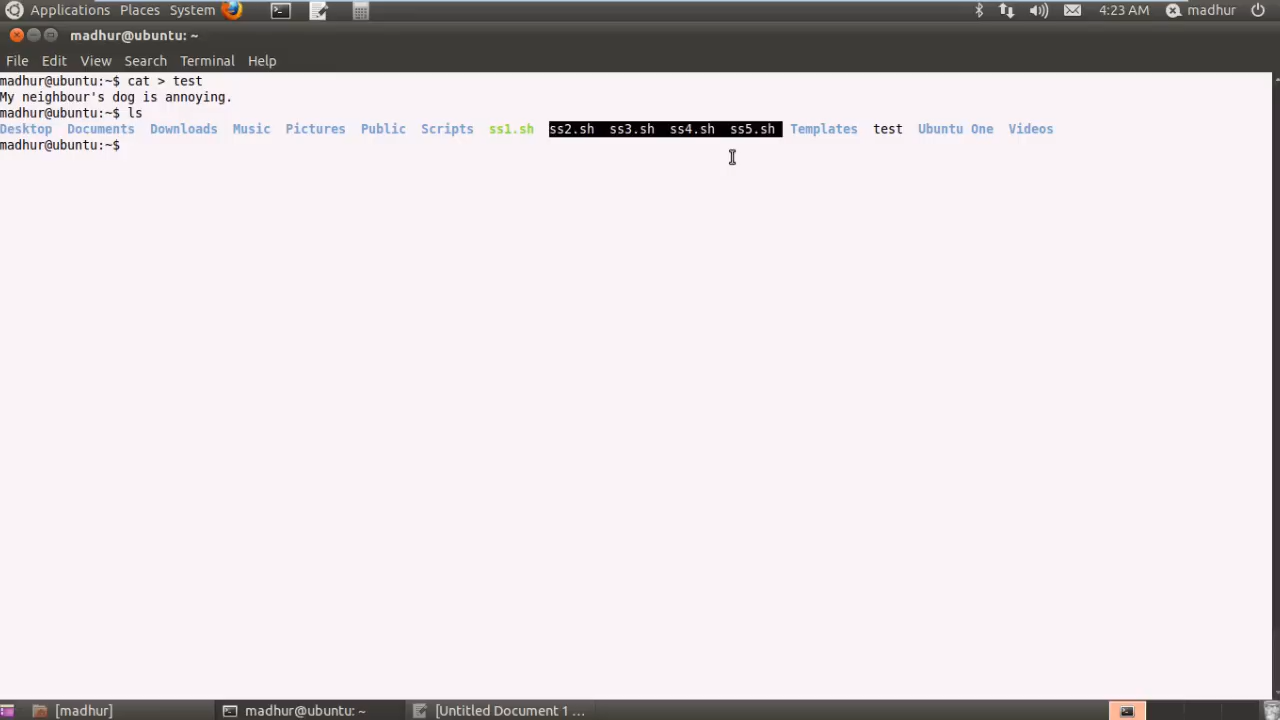 Applications Places System 4:23 AM madhur
madhur@ubuntu: ~
File Edit View Search Terminal Help
madhur@ubuntu:~$ cat > test
My neighbour's dog is annoying.
madhur@ubuntu:~$ ls
Desktop Documents Downloads Music Pictures Public Scripts ss1.sh ss2.sh ss3.sh ss4.sh ss5.sh Templates test Ubuntu One Videos
madhur@ubuntu:~$
[madhur] madhur@ubuntu: ~ [Untitled Document 1 ...